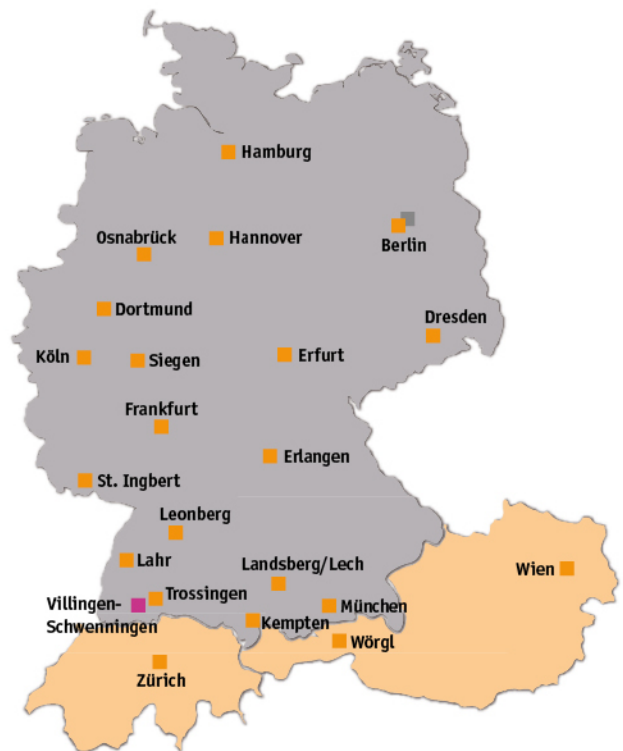 Hamburg
Osnabrück
Hannover
Berlin
Dortmund
Dresden
Köln
Siegen
Erfurt
Frankfurt
Erlangen
St. Ingbert
Leonberg
Lahr
Landsberg/Lech
Wien
Trossingen
Villingen-
Schwenningen
München
Kempten
Wörgl
Zürich